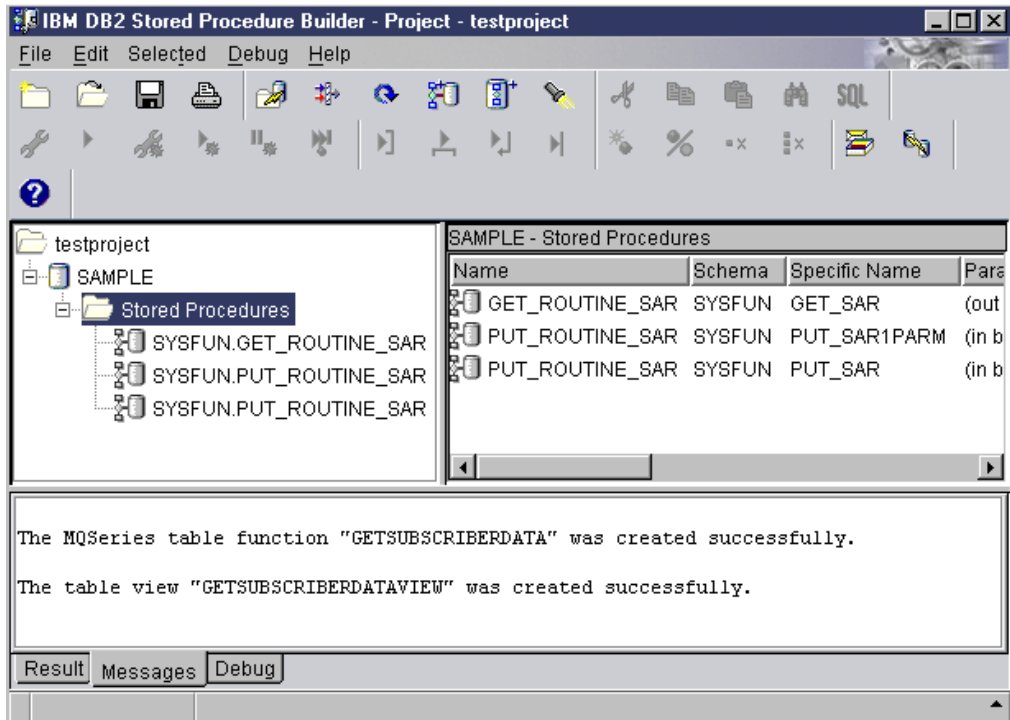 IBM DB2 Stored Procedure Builder - Project - testproject
File Edit Selected Debug Help
SQL
testproject
SAMPLE
Stored Procedures
SYSFUN.GET_ROUTINE_SAR
SYSFUN.PUT_ROUTINE_SAR
SYSFUN.PUT_ROUTINE_SAR
SAMPLE - Stored Procedures
Name Schema Specific Name Para
GET_ROUTINE_SAR SYSFUN GET_SAR (out
PUT_ROUTINE_SAR SYSFUN PUT_SAR1PARM (in b
PUT_ROUTINE_SAR SYSFUN PUT_SAR (in b
The MQSeries table function "GETSUBSCRIBERDATA" was created successfully.
The table view "GETSUBSCRIBERDATAVIEW" was created successfully.
Result Messages Debug